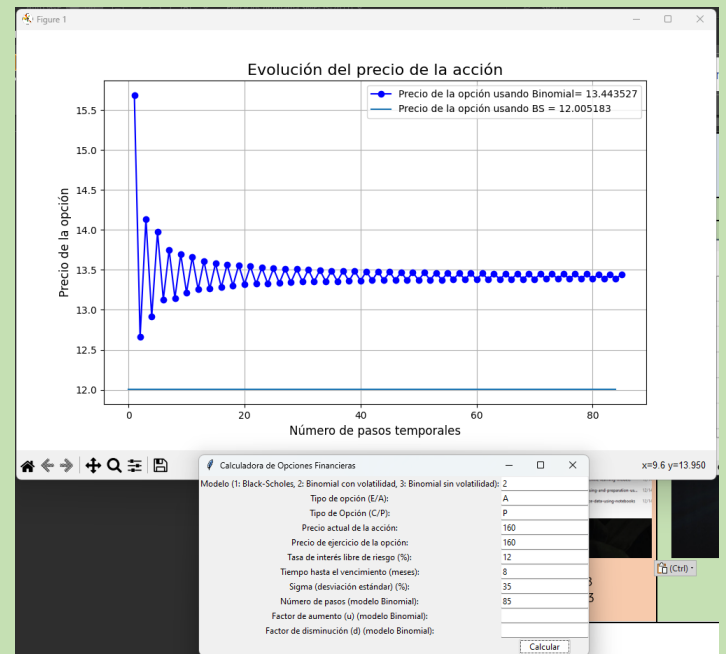 Figure 1
Evolución del precio de la acción
Precio de la opción usando Binomial= 13.443527
Precio de la opción usando BS = 12.005183
Precio de la opción
15.5
15.0
14.5
14.0
13.5
13.0
12.5
12.0
0 20 40 60 80
Número de pasos temporales
x=9.6 y=13.950
Calculadora de Opciones Financieras
Modelo (1: Black-Scholes, 2: Binomial con volatilidad, 3: Binomial sin volatilidad): 2
Tipo de opción (E/A): A
Tipo de Opción (C/P): P
Precio actual de la acción: 160
Precio de ejercicio de la opción: 160
Tasa de interés libre de riesgo (%): 12
Tiempo hasta el vencimiento (meses): 8
Sigma (desviación estándar) (%): 35
Número de pasos (modelo Binomial): 85
Factor de aumento (u) (modelo Binomial):
Factor de disminución (d) (modelo Binomial):
Calcular
(Ctrl)